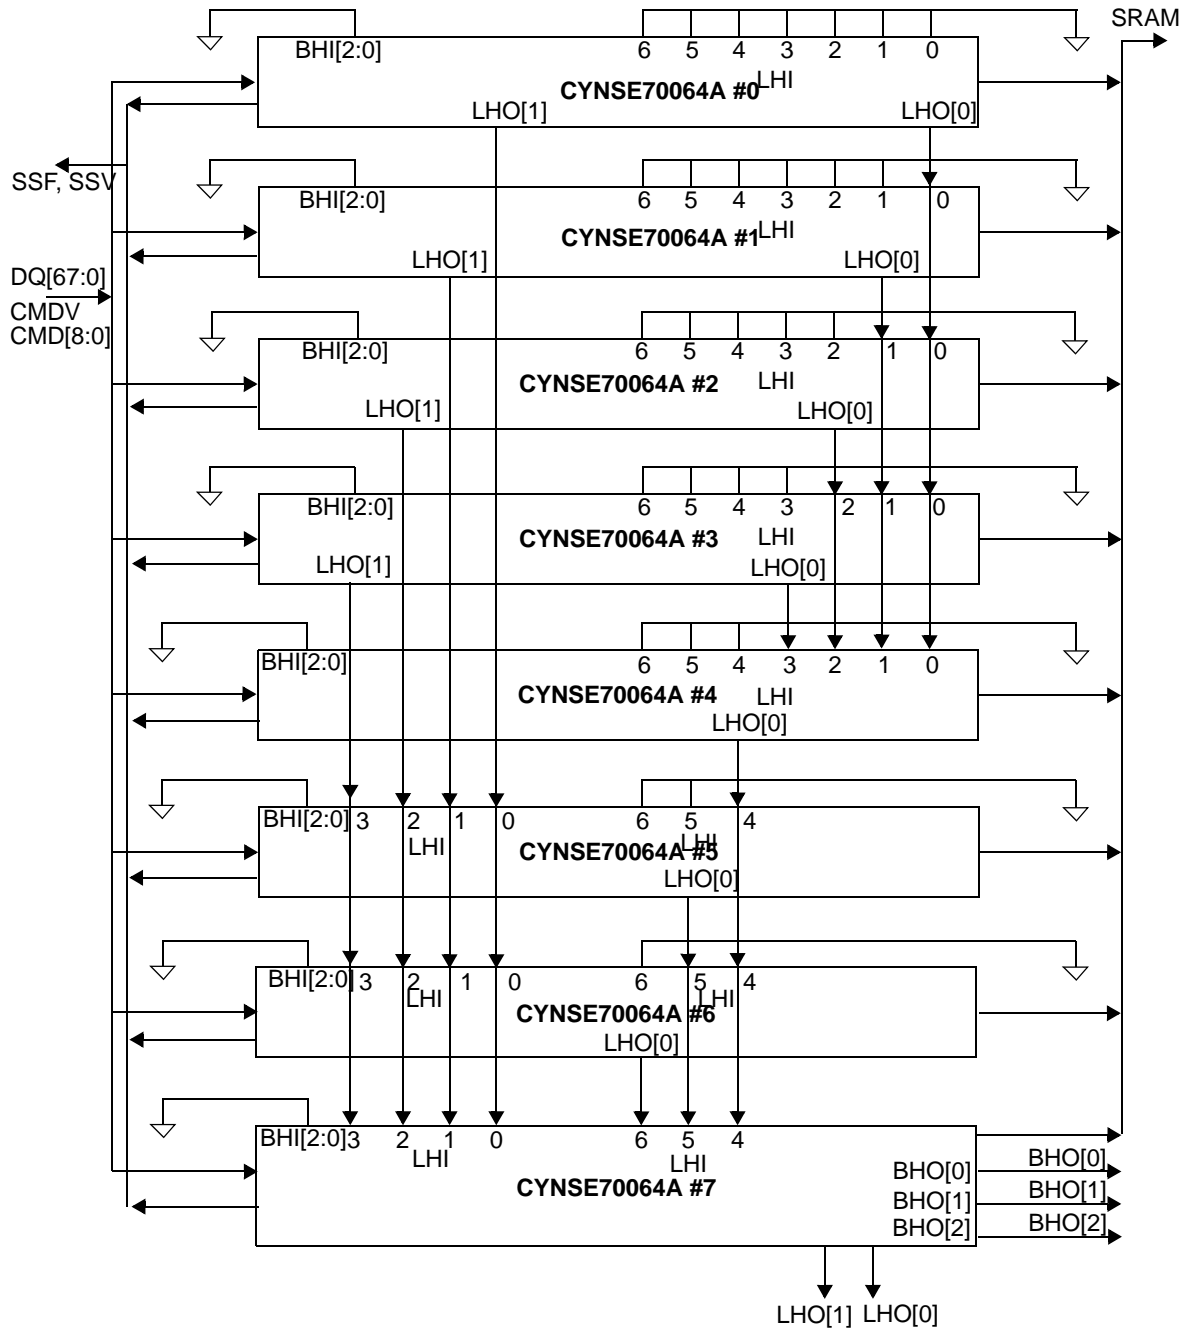 SRAM
BHI[2:0] 6 5 4 3 2 1 0
LHI
CYNSE70064A #0
LHO[1] LHO[0]
SSF, SSV
BHI[2:0] 6 5 4 3 2 1 0
LHI
CYNSE70064A #1
LHO[1] LHO[0]
DQ[67:0]
CMDV
CMD[8:0]
BHI[2:0] 6 5 4 3 2 1 0
CYNSE70064A #2 LHI
LHO[1] LHO[0]
BHI[2:0] 6 5 4 3 2 1 0
CYNSE70064A #3 LHI
LHO[1] LHO[0]
BHI[2:0] 6 5 4 3 2 1 0
CYNSE70064A #4 LHI
LHO[0]
BHI[2:0] 3 2 1 0 6 5 4
LHI LHI
CYNSE70064A #5
LHO[0]
BHI[2:0] 3 2 1 0 6 5 4
LHI LHI
CYNSE70064A #6
LHO[0]
BHI[2:0] 3 2 1 0 6 5 4
LHI LHI
CYNSE70064A #7
BHO[0] BHO[0]
BHO[1] BHO[1]
BHO[2] BHO[2]
LHO[1] LHO[0]